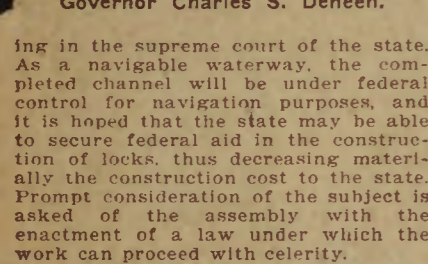 Governor Charles S. Deneen.
ing in the supreme court of the state.
As a navigable waterway, the com-
pleted channel will be under federal
control for navigation purposes, and
it is hoped that the state may be able
to secure federal aid in the construc-
tion of locks, thus decreasing materi-
ally the construction cost to the state.
Prompt consideration of the subject is
asked of the assembly with the
enactment of a law under which the
work can proceed with celerity.